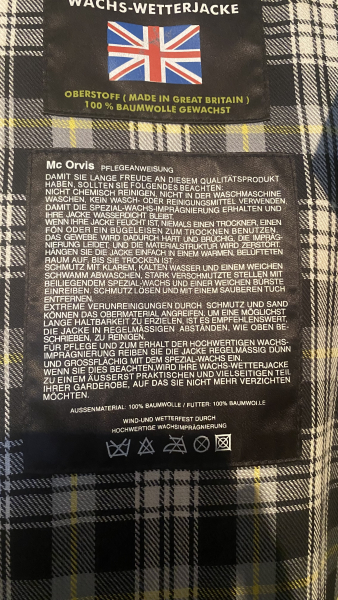 WACHS-WETTERJACKE
OBERSTOFF ( MADE IN GREAT BRITAIN )
100 % BAUMWOLLE GEWACHST
Mc Orvis PFLEGEANWEISUNG
DAMIT SIE LANGE FREUDE AN DIESEM QUALITÄTSPRODUKT
HABEN, SOLLTEN SIE FOLGENDES BEACHTEN:
NICHT CHEMISCH REINIGEN, NICHT IN DER WASCHMASCHINE
WASCHEN, KEIN WASCH- ODER REINIGUNGSMITTEL VERWENDEN,
DAMIT DIE SPEZIAL-WACHS-IMPRÄGNIERUNG ERHALTEN UND
IHRE JACKE WASSERDICHT BLEIBT.
WENN IHRE JACKE FEUCHT IST, NIEMALS EINEN TROCKNER, EINEN
FÖN ODER EIN BÜGELEISEN ZUM TROCKNEN BENUTZEN.
DAS GEWEBE WIRD DADURCH HART UND BRÜCHIG, DIE IMPRÄG-
NIERUNG LEIDET, UND DIE MATERIALSTRUKTUR WIRD ZERSTÖRT.
HÄNGEN SIE DIE JACKE EINFACH IN EINEM WARMEN, BELÜFTETEN
RAUM AUF, BIS SIE TROCKEN IST.
SCHMUTZ MIT KLAREM, KALTEN WASSER UND EINEM WEICHEN
SCHWAMM ABWASCHEN, STARK VERSCHMUTZTE STELLEN MIT
BEILIEGENDEM SPEZIAL-WACHS UND EINER WEICHEN BÜRSTE
EINREIBEN. SCHMUTZ LÖSEN UND MIT EINEM SAUBEREN TUCH
ENTFERNEN.
EXTREME VERUNREINIGUNGEN DURCH SCHMUTZ UND SAND
KÖNNEN DAS OBERMATERIAL ANGREIFEN, UM EINE MÖGLICHST
LANGE HALTBARKEIT ZU ERZIELEN, IST ES EMPFEHLENSWERT,
DIE JACKE IN REGELMÄSSIGEN ABSTÄNDEN, WIE OBEN BE-
SCHRIEBEN, ZU REINIGEN.
FÜR PFLEGE UND ZUM ERHALT DER HOCHWERTIGEN WACHS-
IMPRÄGNIERUNG REIBEN SIE DIE JACKE REGELMÄSSIG DÜNN
UND GROSSFLÄCHIG MIT DEM SPEZIAL-WACHS EIN.
WENN SIE DIES BEACHTEN,WIRD IHRE WACHS-WETTERJACKE
ZU EINEM ÄUSSERST PRAKTISCHEN UND VIELSEITIGEN TEIL
IHRER GARDEROBE, AUF DAS SIE NICHT MEHR VERZICHTEN
MÖCHTEN.
AUSSENMATERIAL: 100% BAUMWOLLE / FUTTER: 100% BAUMWOLLE
WIND-UND WETTERFEST DURCH
HOCHWERTIGE WACHSIMPRÄGNIERUNG